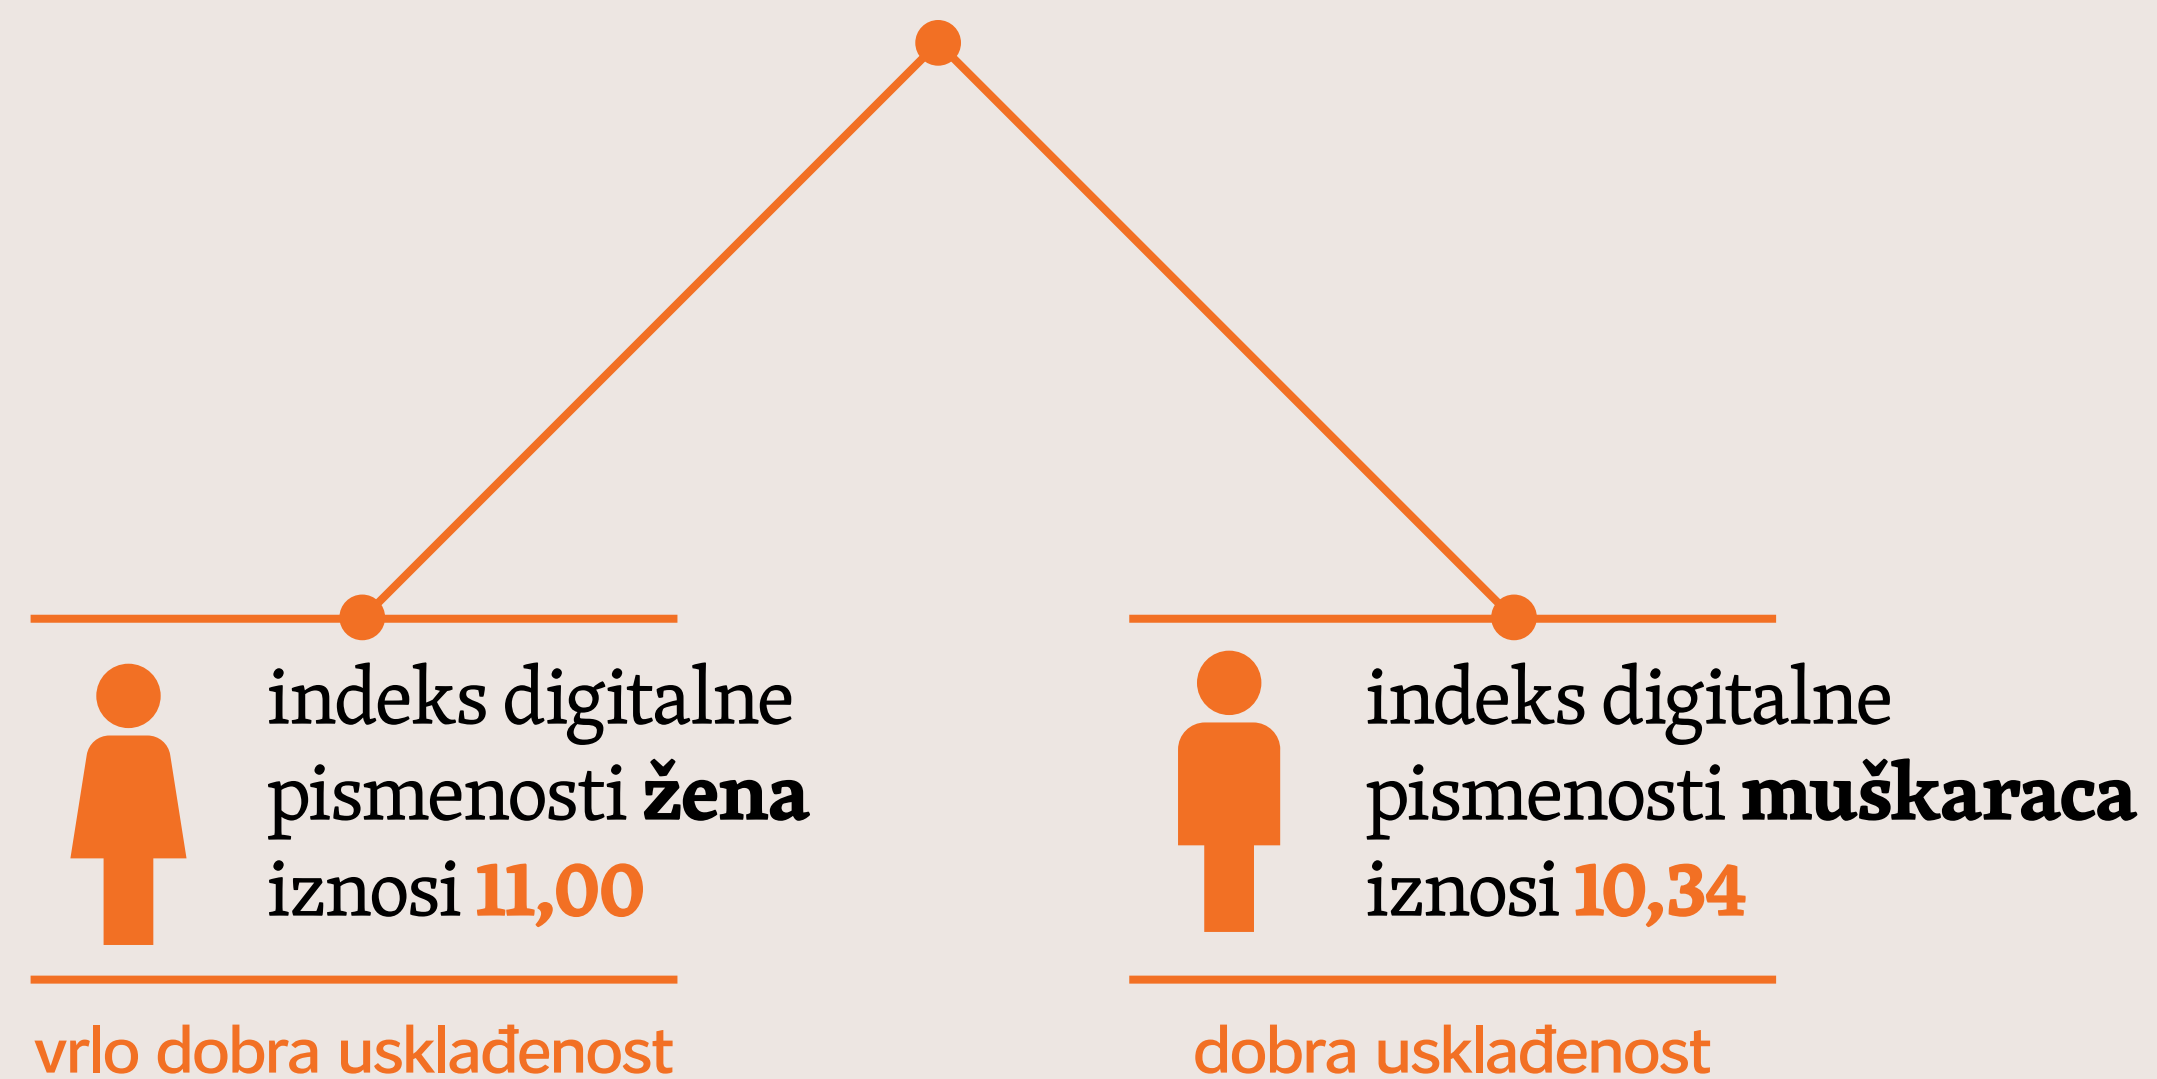 indeks digitalne
pismenosti žena
iznosi 11,00
vrlo dobra usklađenost
indeks digitalne
pismenosti muškaraca
iznosi 10,34
dobra usklađenost